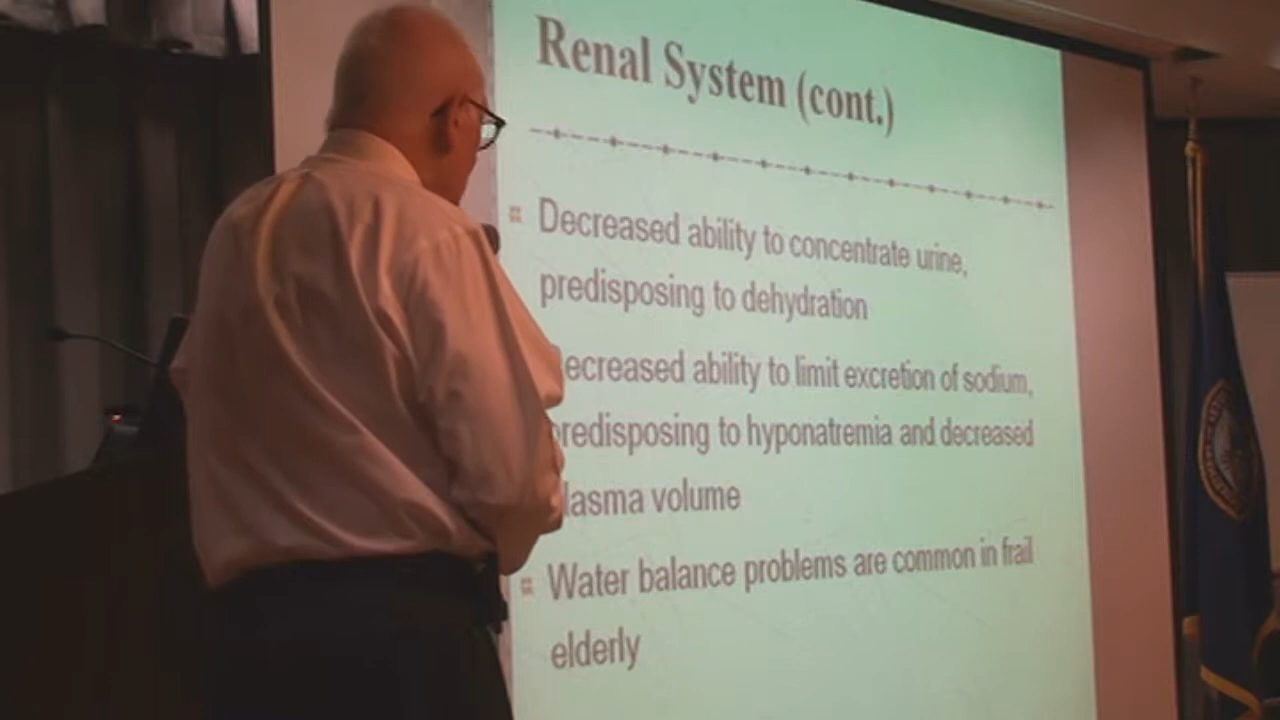 Renal System (cont.)
Decreased ability to concentrate urine,
predisposing to dehydration
ecreased ability to limit excretion of sodium,
redisposing to hyponatremia and decreased
lasma volume
Water balance problems are common in frail
elderly